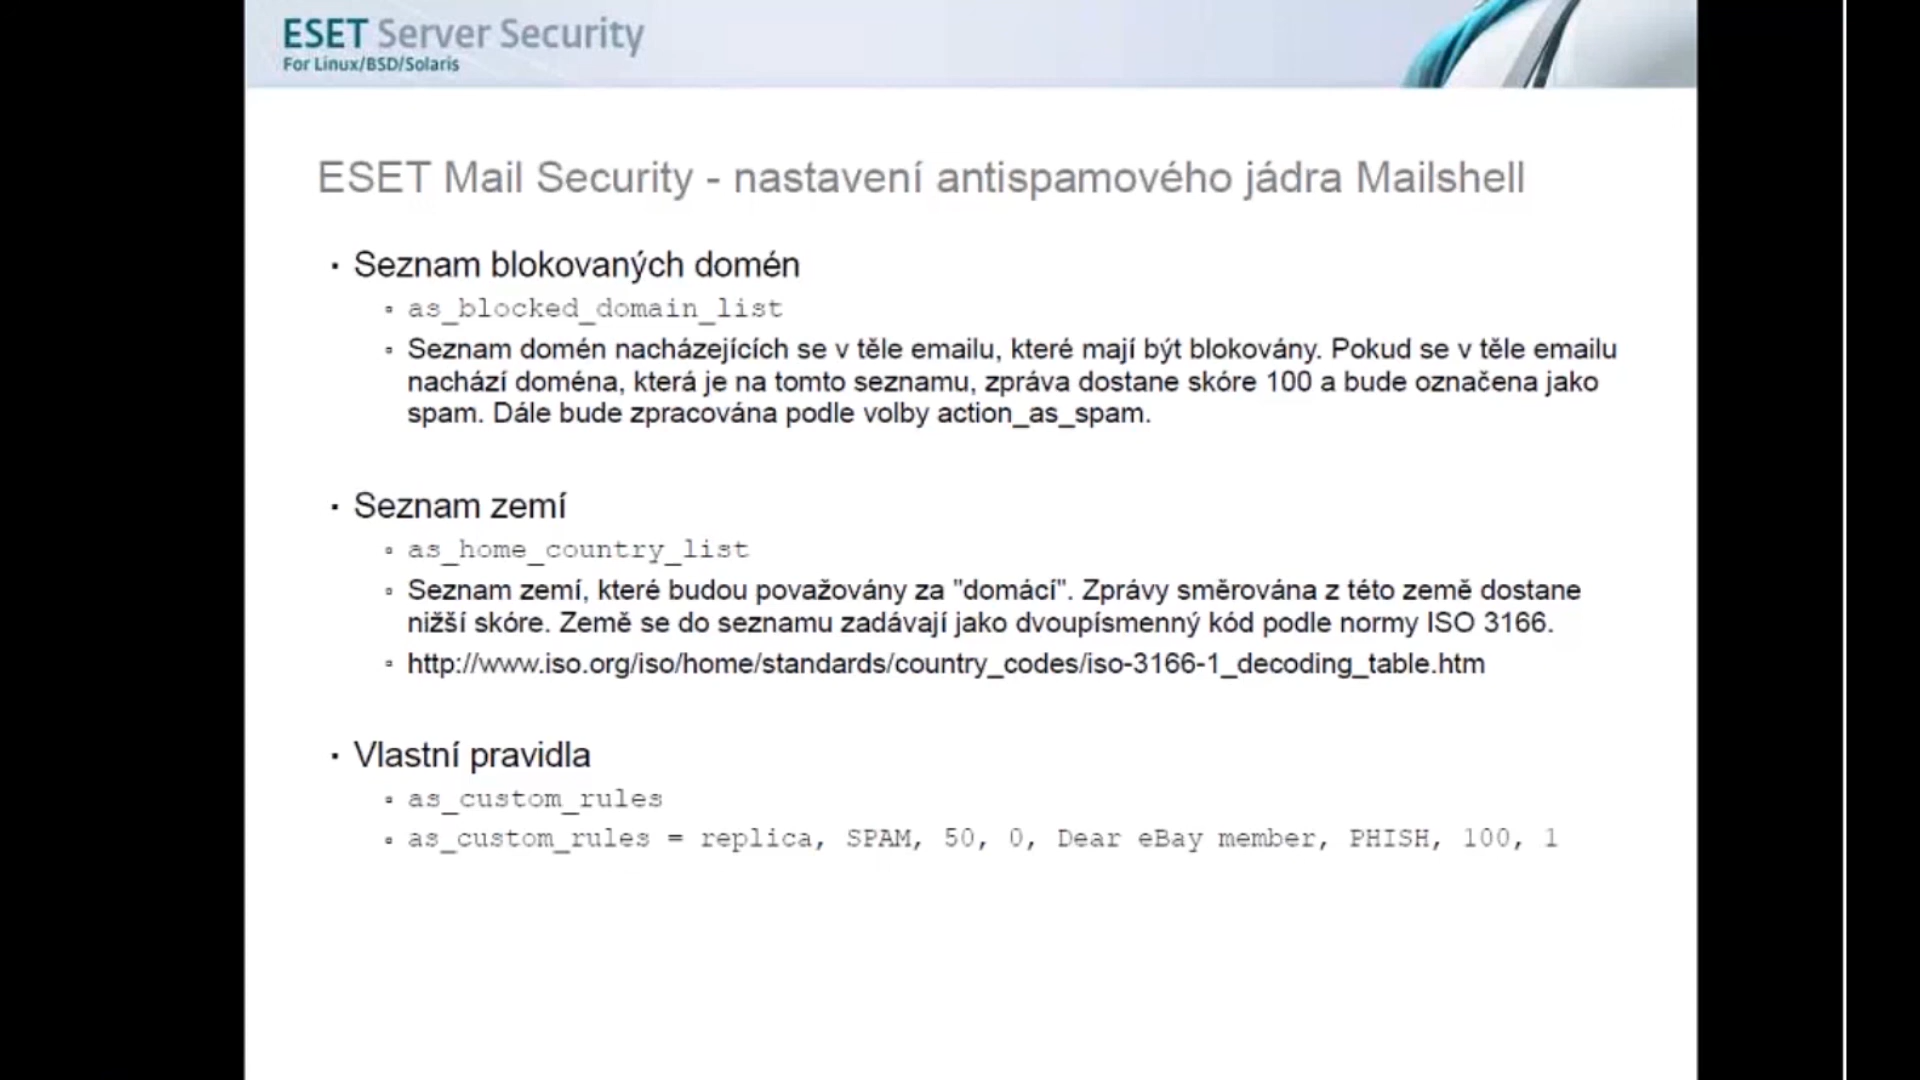 ESET Server Security
For Linux/BSD/Solaris
ESET Mail Security - nastavení antispamového jádra Mailshell
· Seznam blokovaných domén
▫ as_blocked_domain_list
▫ Seznam domén nacházejících se v těle emailu, které mají být blokovány. Pokud se v těle emailu
nachází doména, která je na tomto seznamu, zpráva dostane skóre 100 a bude označena jako
spam. Dále bude zpracována podle volby action_as_spam.
· Seznam zemí
▫ as_home_country_list
▫ Seznam zemí, které budou považovány za "domácí". Zprávy směrována z této země dostane
nižší skóre. Země se do seznamu zadávají jako dvoupísmenný kód podle normy ISO 3166.
▫ http://www.iso.org/iso/home/standards/country_codes/iso-3166-1_decoding_table.htm
· Vlastní pravidla
▫ as_custom_rules
▫ as_custom_rules = replica, SPAM, 50, 0, Dear eBay member, PHISH, 100, 1